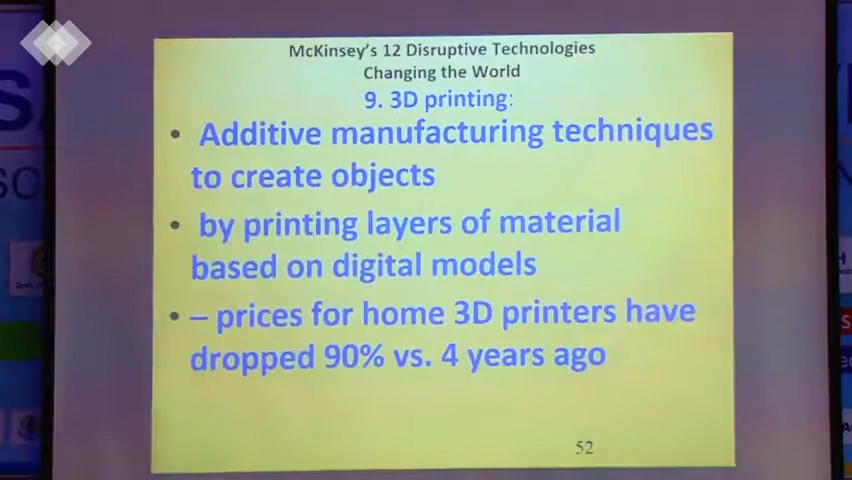 McKinsey's 12 Disruptive Technologies
Changing the World
9. 3D printing:
• Additive manufacturing techniques
to create objects
• by printing layers of material
based on digital models
• – prices for home 3D printers have
dropped 90% vs. 4 years ago
52